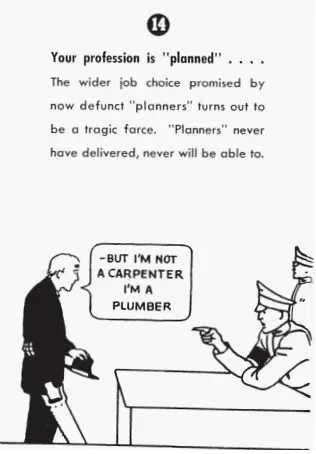 14
Your profession is "planned" . . . .
The wider job choice promised by
now defunct "planners" turns out to
be a tragic farce. "Planners" never
have delivered, never will be able to.
-BUT I'M NOT
A CARPENTER
I'M A
PLUMBER